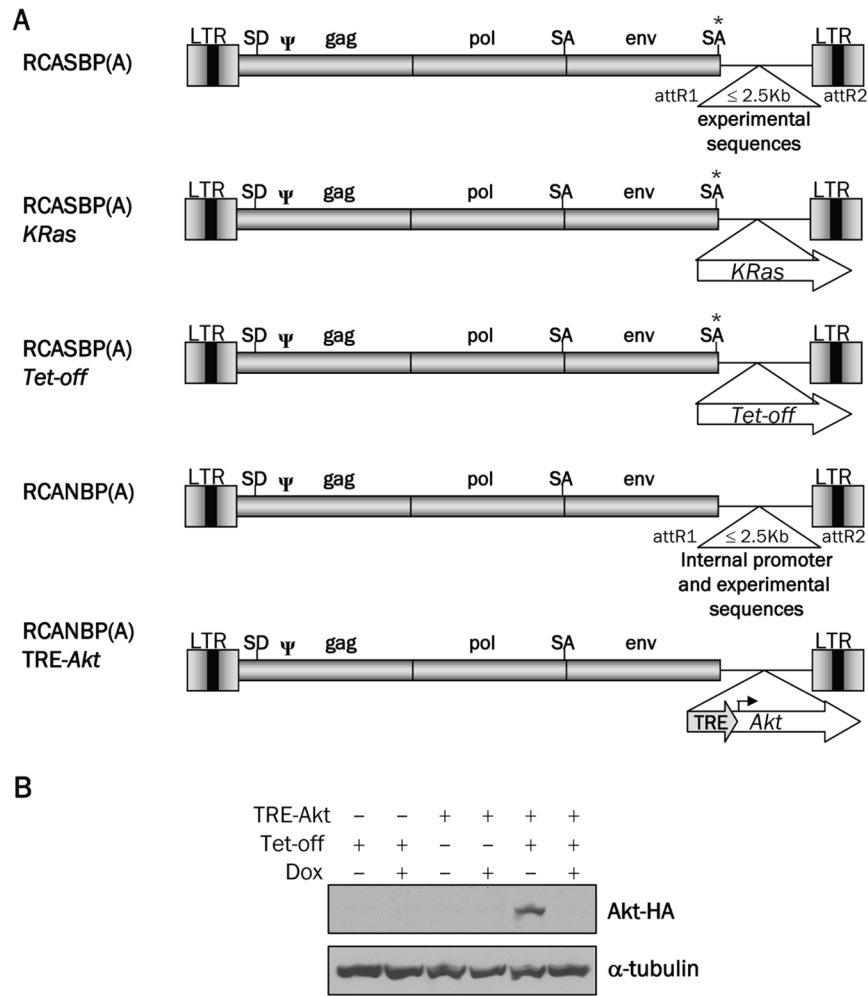 A
RCASBP(A)
LTR SD Ψ gag pol SA env SA * LTR
attR1 ≤ 2.5Kb attR2
experimental
sequences
RCASBP(A)
KRas
LTR SD Ψ gag pol SA env SA * LTR
KRas
RCASBP(A)
Tet-off
LTR SD Ψ gag pol SA env SA * LTR
Tet-off
RCANBP(A)
LTR SD Ψ gag pol SA env LTR
attR1 ≤ 2.5Kb attR2
Internal promoter
and experimental
sequences
RCANBP(A)
TRE-Akt
LTR SD Ψ gag pol SA env LTR
TRE Akt
B
TRE-Akt – – + + + +
Tet-off + + – – + +
Dox – + – + – +
Akt-HA
α-tubulin